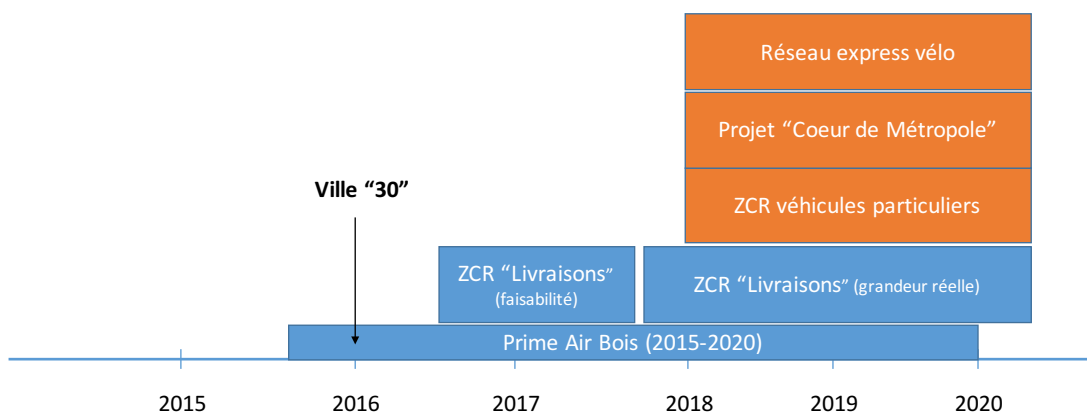 Réseau express vélo
Projet “Coeur de Métropole”
Ville “30”
ZCR véhicules particuliers
ZCR “Livraisons”
(faisabilité)
ZCR “Livraisons” (grandeur réelle)
Prime Air Bois (2015-2020)
2015 2016 2017 2018 2019 2020